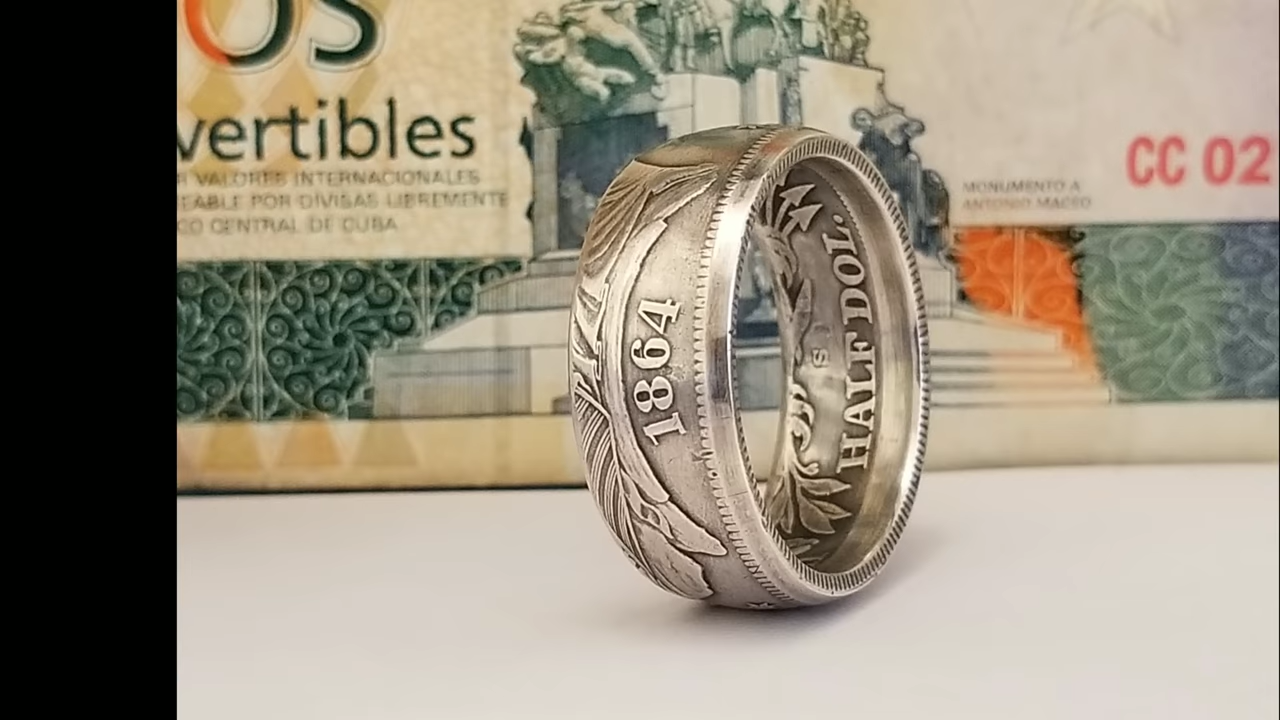 OS
vertibles
R VALORES INTERNACIONALES
EABLE POR DIVISAS LIBREMENTE
CO CENTRAL DE CUBA
MONUMENTO A
ANTONIO MACEO
CC 02
1864
S
HALF DOL.